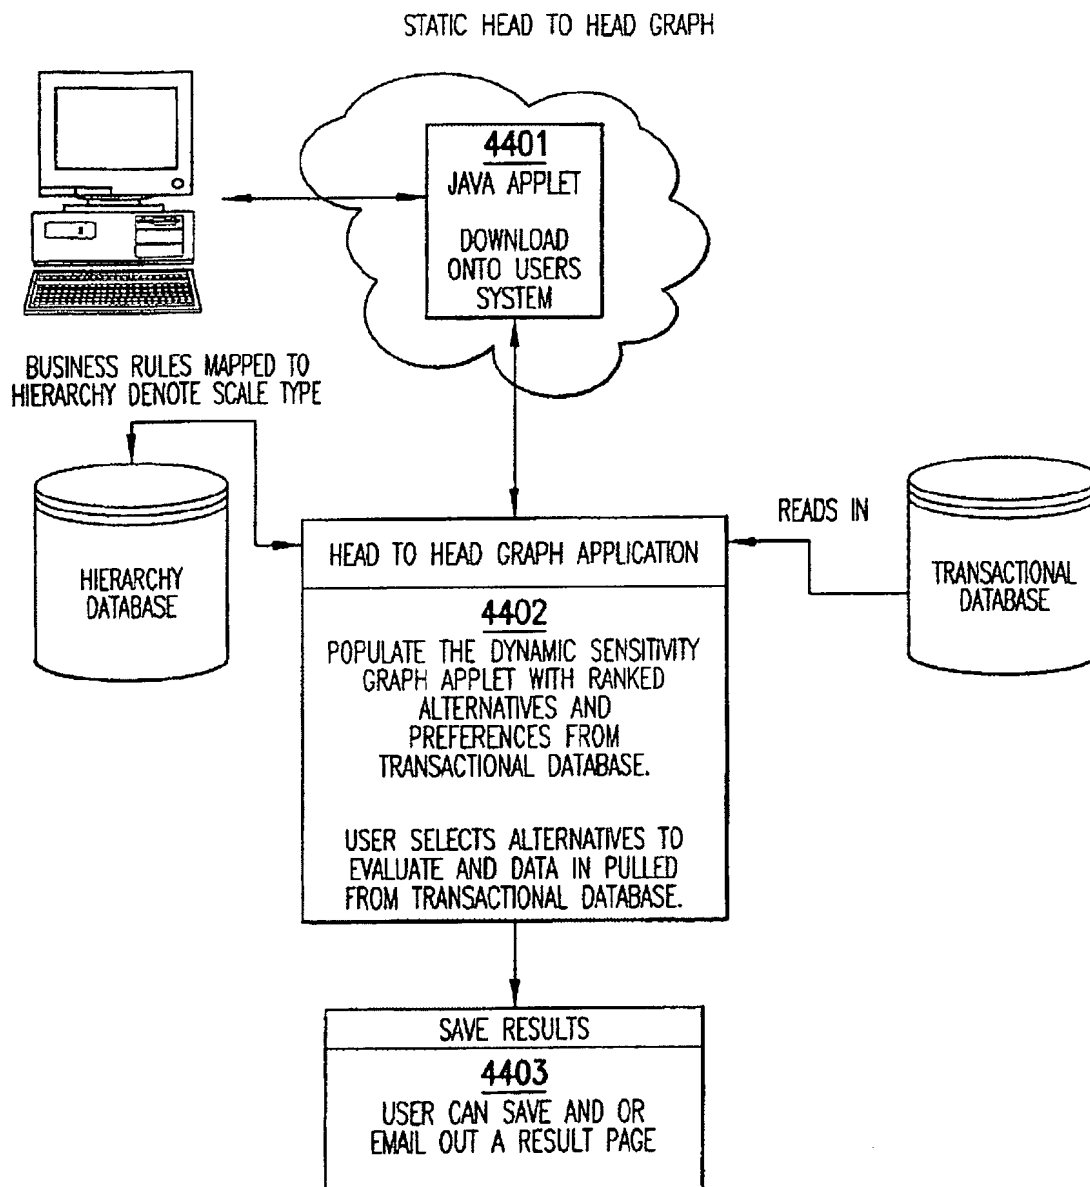 STATIC HEAD TO HEAD GRAPH
4401
JAVA APPLET
DOWNLOAD
ONTO USERS
SYSTEM
BUSINESS RULES MAPPED TO
HIERARCHY DENOTE SCALE TYPE
HIERARCHY
DATABASE
READS IN
TRANSACTIONAL
DATABASE
HEAD TO HEAD GRAPH APPLICATION
4402
POPULATE THE DYNAMIC SENSITIVITY
GRAPH APPLET WITH RANKED
ALTERNATIVES AND
PREFERENCES FROM
TRANSACTIONAL DATABASE.
USER SELECTS ALTERNATIVES TO
EVALUATE AND DATA IN PULLED
FROM TRANSACTIONAL DATABASE.
SAVE RESULTS
4403
USER CAN SAVE AND OR
EMAIL OUT A RESULT PAGE